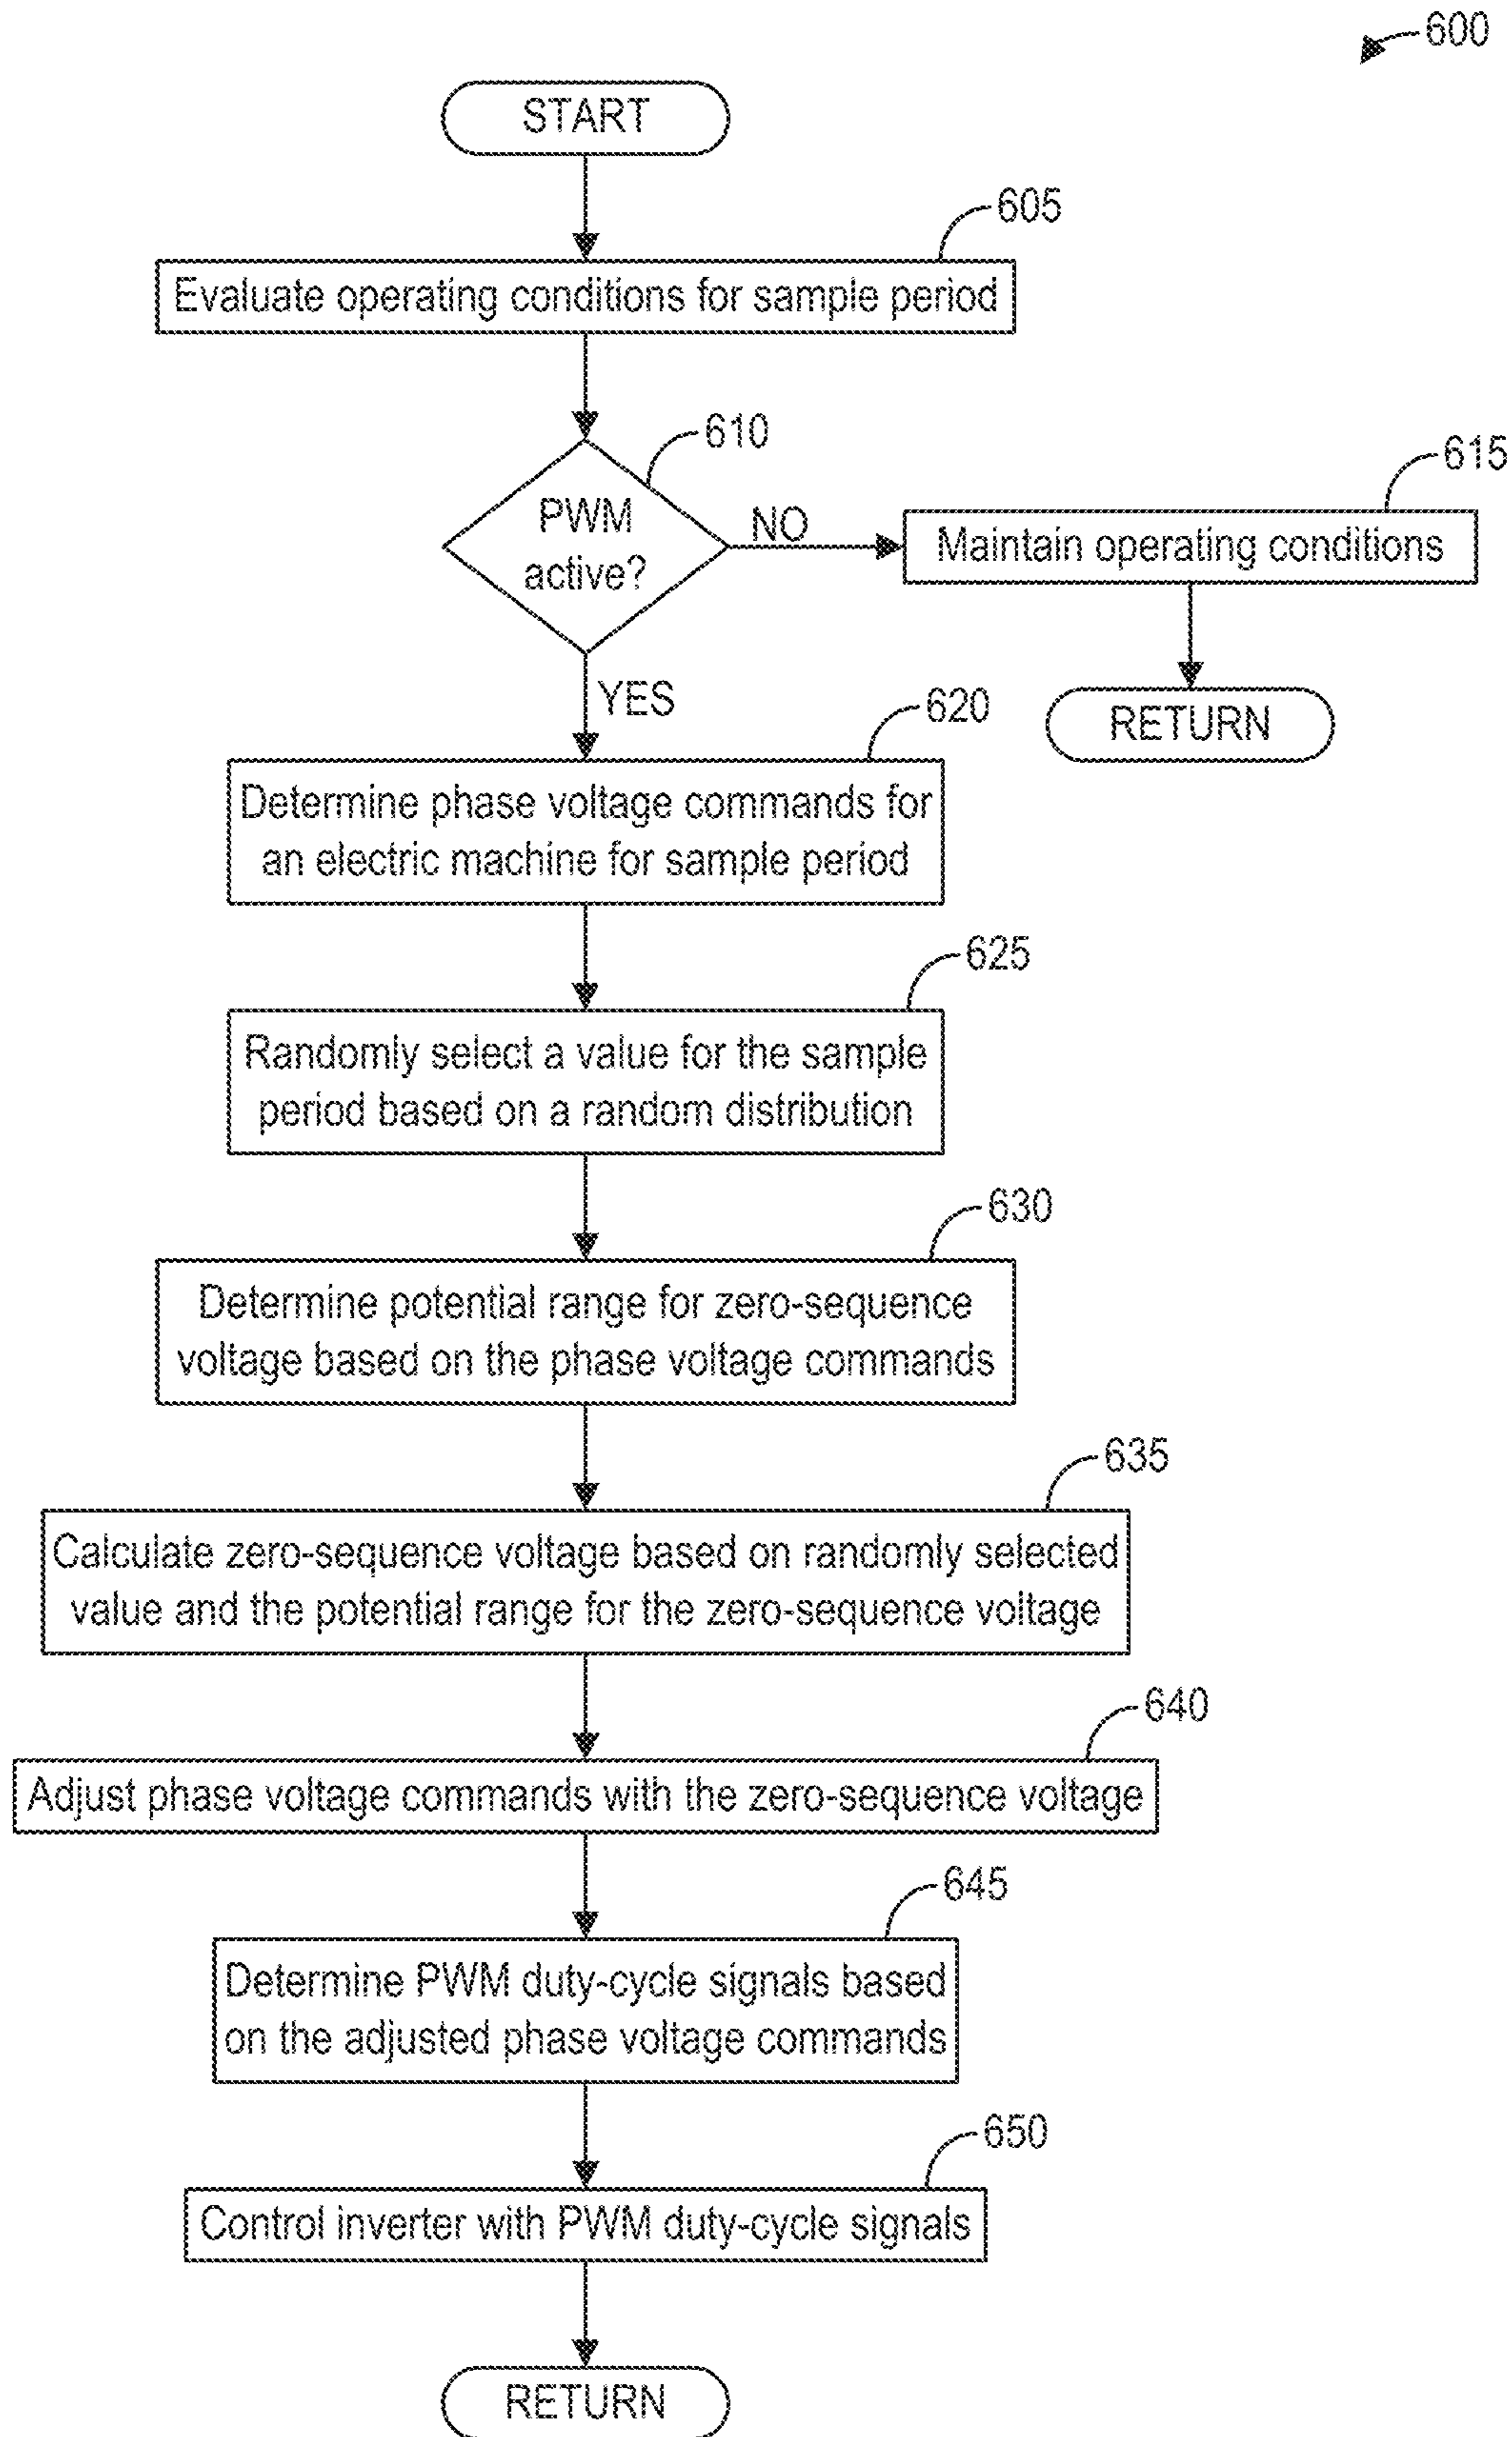 600
START
605
Evaluate operating conditions for sample period
610
PWM
active?
NO
615
Maintain operating conditions
RETURN
YES
620
Determine phase voltage commands for
an electric machine for sample period
625
Randomly select a value for the sample
period based on a random distribution
630
Determine potential range for zero-sequence
voltage based on the phase voltage commands
635
Calculate zero-sequence voltage based on randomly selected
value and the potential range for the zero-sequence voltage
640
Adjust phase voltage commands with the zero-sequence voltage
645
Determine PWM duty-cycle signals based
on the adjusted phase voltage commands
650
Control inverter with PWM duty-cycle signals
RETURN